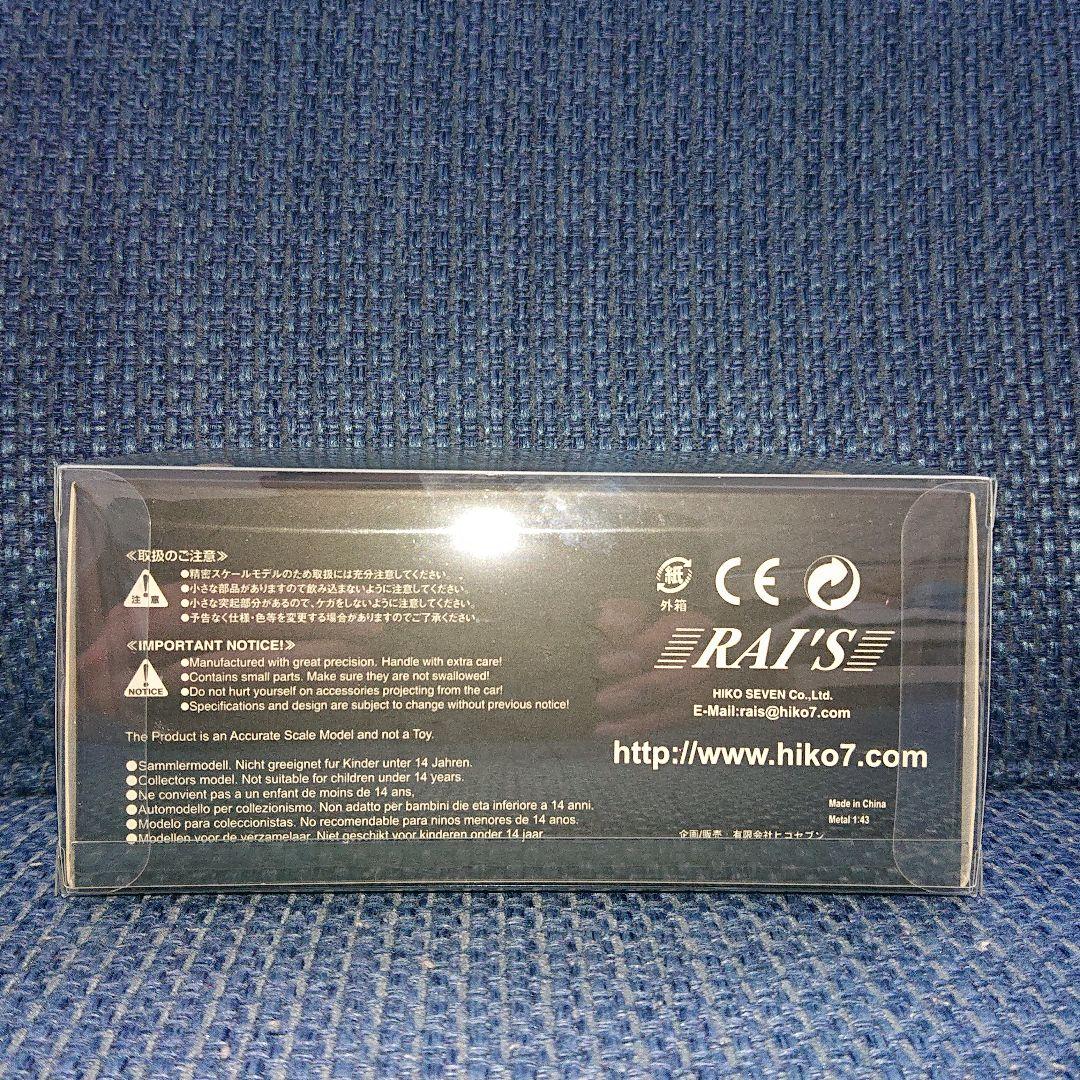 ≪取扱のご注意≫
注意
●精密スケールモデルのため取扱には充分注意してください。
●小さな部品がありますので飲み込まないように注意してください。
●小さな突起部分があるので、ケガをしないように注意してください。
●予告なく仕様・色等を変更する場合がありますのでご了承ください。
≪IMPORTANT NOTICE!≫
NOTICE
●Manufactured with great precision. Handle with extra care!
●Contains small parts. Make sure they are not swallowed!
●Do not hurt yourself on accessories projecting from the car!
●Specifications and design are subject to change without previous notice!
The Product is an Accurate Scale Model and not a Toy.
●Sammlermodell. Nicht greeignet fur Kinder unter 14 Jahren.
●Collectors model. Not suitable for children under 14 years.
●Ne convient pas a un enfant de moins de 14 ans,
●Automodello per collezionismo. Non adatto per bambini die eta inferiore a 14 anni.
●Modelo para coleccionistas. No recomendable para ninos menores de 14 anos.
●Modellen voor de verzamelaar. Niet geschikt voor kinderen onder 14 jaar
紙
外箱
CE
RAI'S
HIKO SEVEN Co.,Ltd.
E-Mail:rais@hiko7.com
http://www.hiko7.com
Made in China
Metal 1:43
企画/販売 有限会社ヒコセブン